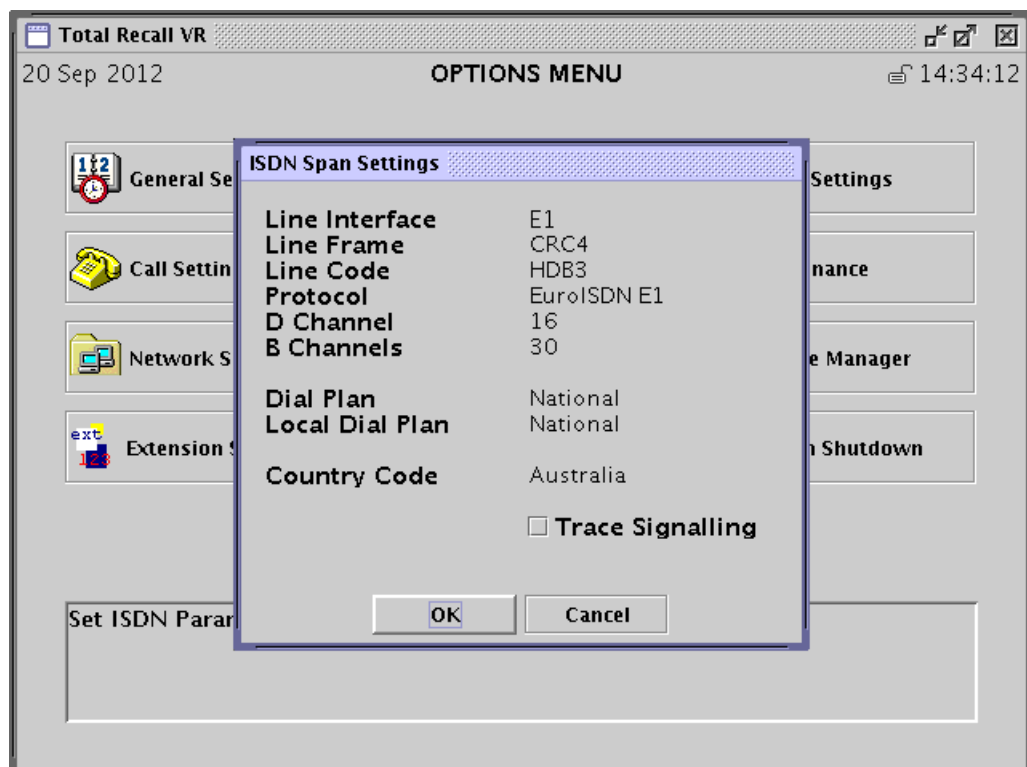 Total Recall VR
20 Sep 2012 OPTIONS MENU 14:34:12
ISDN Span Settings
General Se
Settings
Line Interface E1
Line Frame CRC4
Line Code HDB3
Protocol EuroISDN E1
D Channel 16
B Channels 30
Call Settin
nance
Network S
e Manager
Dial Plan National
Local Dial Plan National
ext
123
Extension S
n Shutdown
Country Code Australia
Trace Signalling
OK Cancel
Set ISDN Param